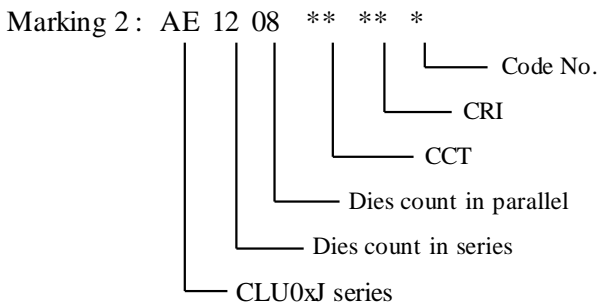 Marking 2 : AE 12 08 ** ** *
Code No.
CRI
CCT
Dies count in parallel
Dies count in series
CLU0xJ series